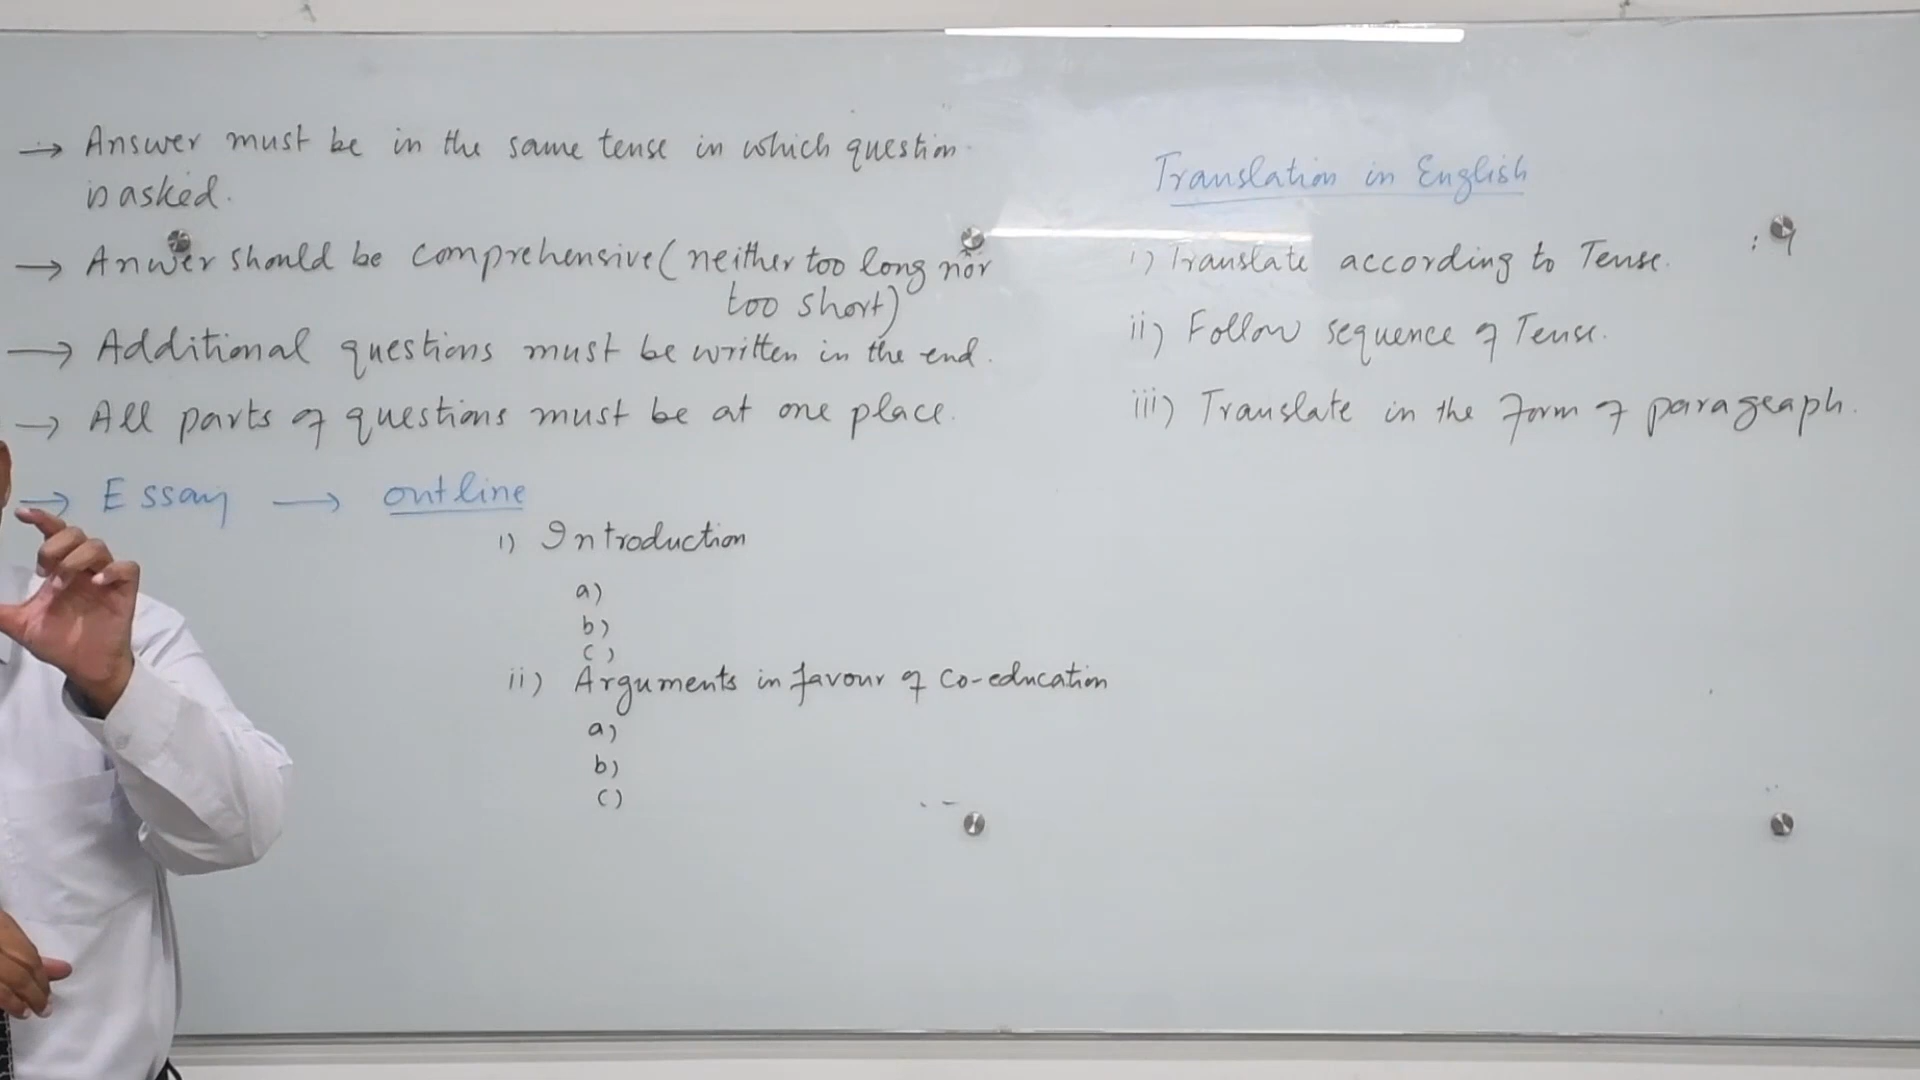 → Answer must be in the same tense in which question
is asked.
→ Anwer should be comprehensive (neither too long nor
too short)
→ Additional questions must be written in the end.
→ All parts of questions must be at one place.
→ Essay → outline
i) Introduction
a)
b)
c)
ii) Arguments in favour of Co-education
a)
b)
c)
Translation in English
i) Translate according to Tense.
ii) Follow sequence of Tense.
iii) Translate in the form of paragraph.